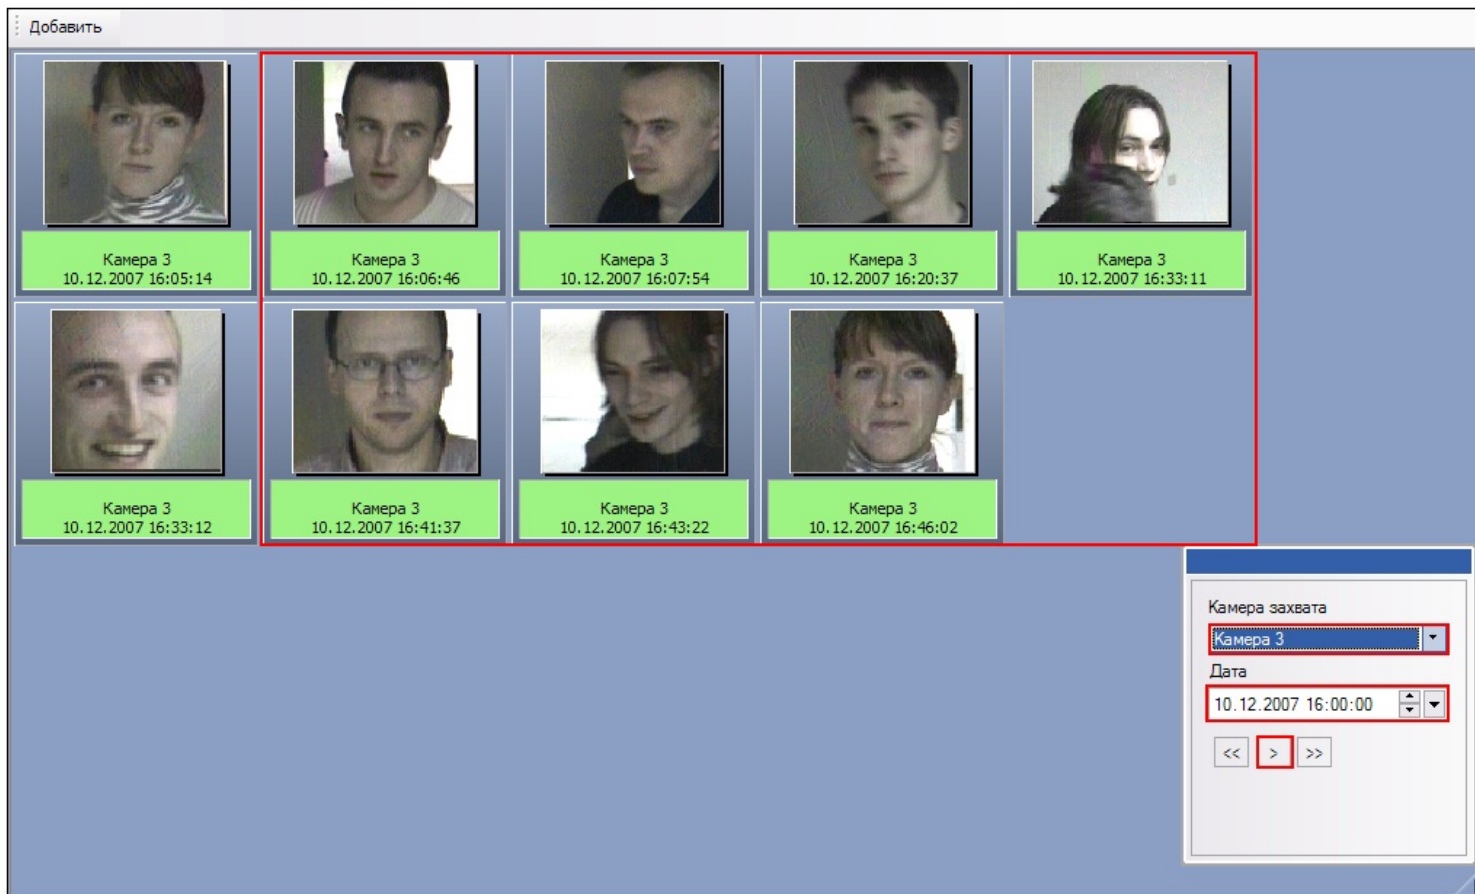 Добавить
Камера 3
10.12.2007 16:05:14
Камера 3
10.12.2007 16:06:46
Камера 3
10.12.2007 16:07:54
Камера 3
10.12.2007 16:20:37
Камера 3
10.12.2007 16:33:11
Камера 3
10.12.2007 16:33:12
Камера 3
10.12.2007 16:41:37
Камера 3
10.12.2007 16:43:22
Камера 3
10.12.2007 16:46:02
Камера захвата
Камера 3
Дата
10.12.2007 16:00:00
<< > >>